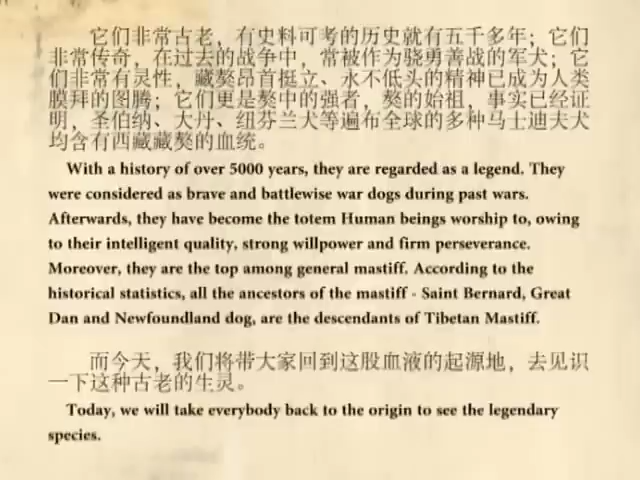 它们非常古老，有史料可考的历史就有五千多年；它们
非常传奇，在过去的战争中，常被作为骁勇善战的军犬；它
们非常有灵性，藏獒昂首挺立、永不低头的精神已成为人类
膜拜的图腾；它们更是獒中的强者，獒的始祖，事实已经证
明，圣伯纳、大丹、纽芬兰犬等遍布全球的多种马士迪夫犬
均含有西藏藏獒的血统。
With a history of over 5000 years, they are regarded as a legend. They
were considered as brave and battlewise war dogs during past wars.
Afterwards, they have become the totem Human beings worship to, owing
to their intelligent quality, strong willpower and firm perseverance.
Moreover, they are the top among general mastiff. According to the
historical statistics, all the ancestors of the mastiff - Saint Bernard, Great
Dan and Newfoundland dog, are the descendants of Tibetan Mastiff.
而今天，我们将带大家回到这股血液的起源地，去见识
一下这种古老的生灵。
Today, we will take everybody back to the origin to see the legendary
species.